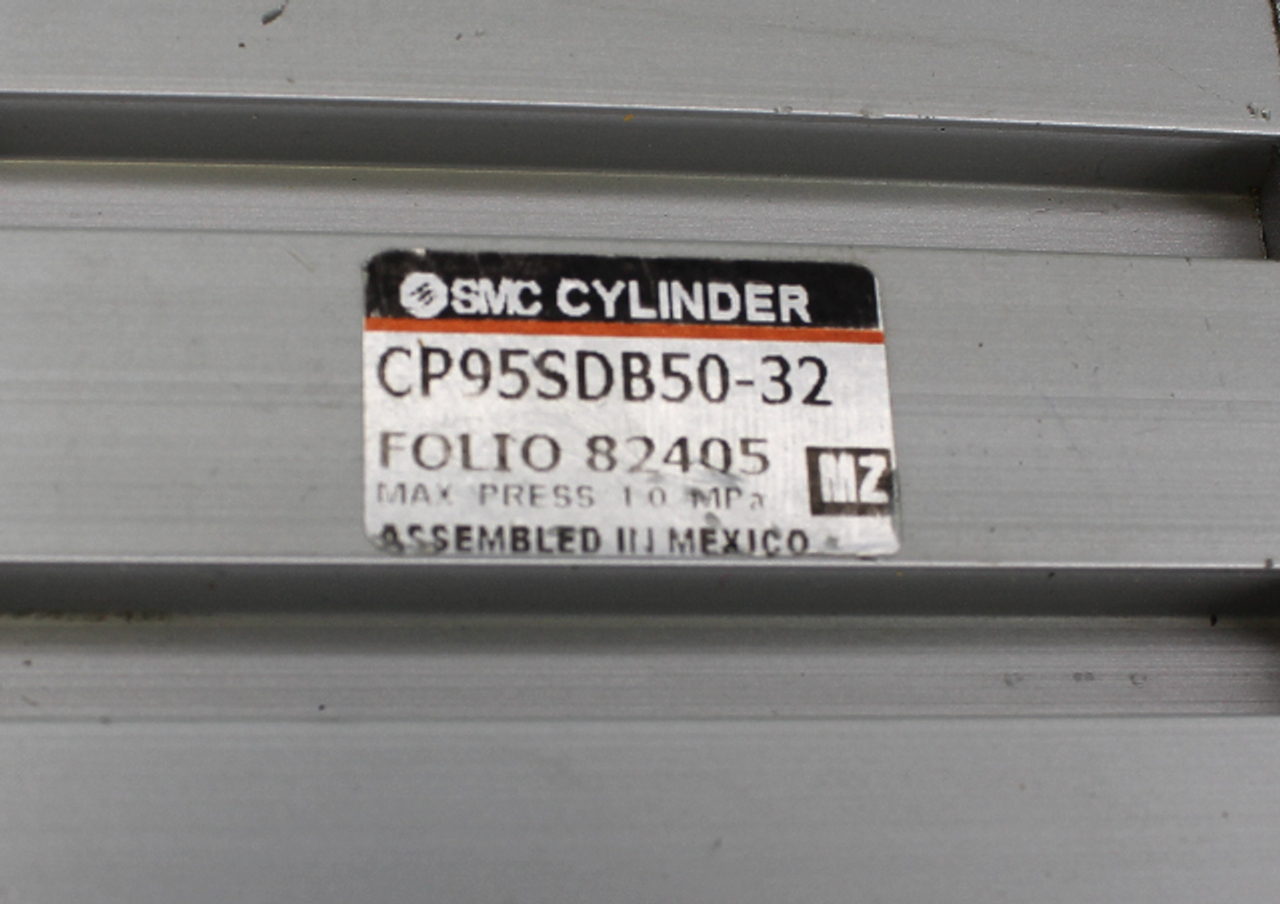 SMC CYLINDER
CP95SDB50-32
FOLIO 82405
MAX PRESS 1.0 MPa
MZ
ASSEMBLED IN MEXICO